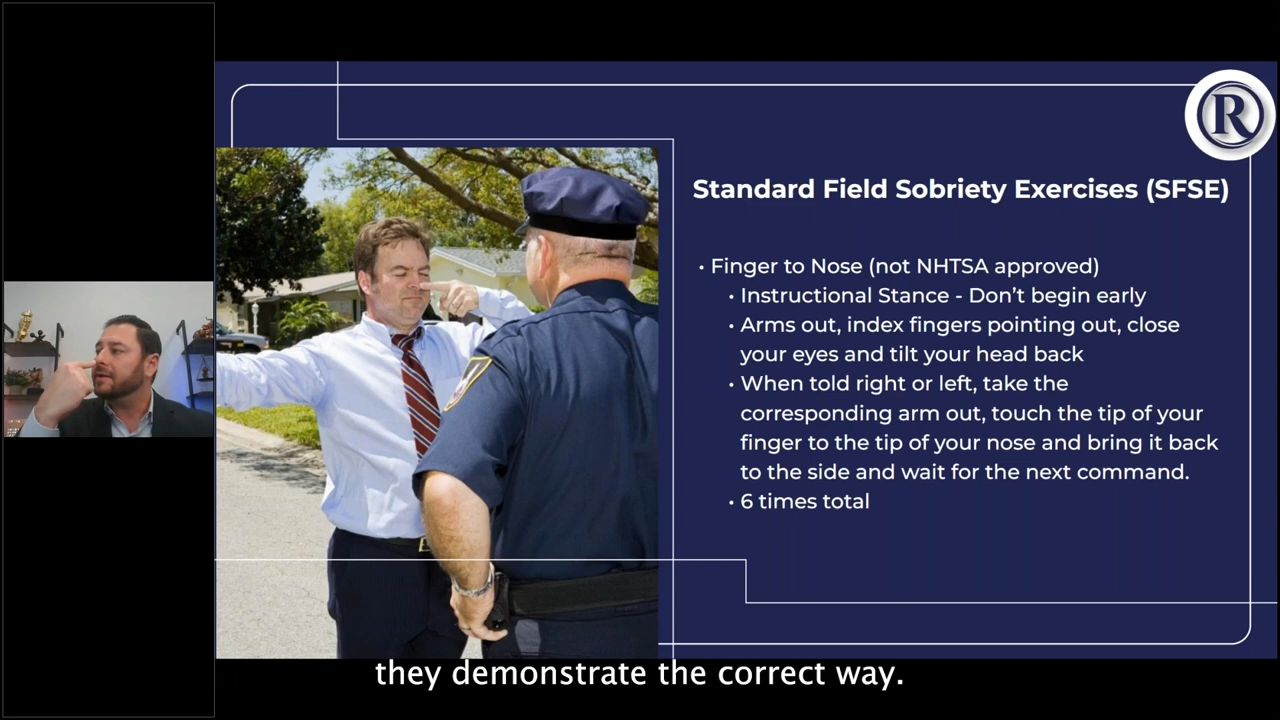 R
Standard Field Sobriety Exercises (SFSE)
• Finger to Nose (not NHTSA approved)
• Instructional Stance - Don’t begin early
• Arms out, index fingers pointing out, close
your eyes and tilt your head back
• When told right or left, take the
corresponding arm out, touch the tip of your
finger to the tip of your nose and bring it back
to the side and wait for the next command.
• 6 times total
they demonstrate the correct way.